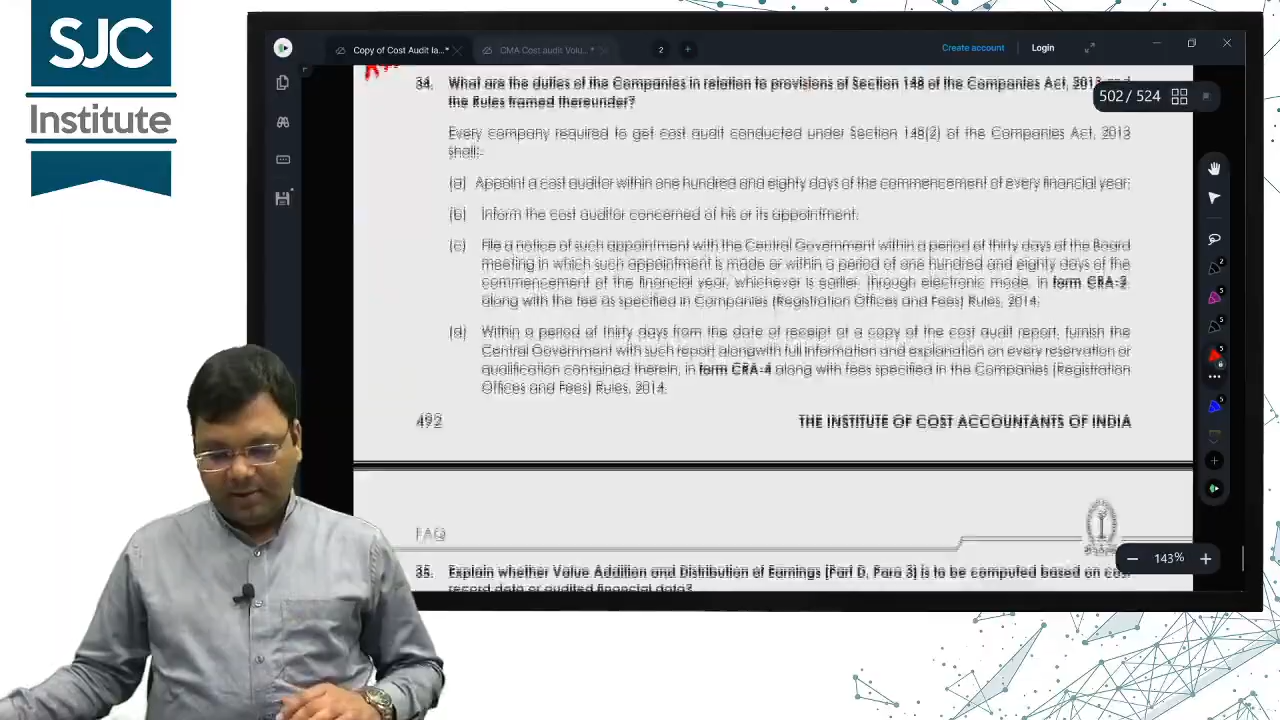 SJC
Institute
Copy of Cost Audit la...*
CMA Cost audit Volu... *
2
Create account
Login
34. What are the duties of the Companies in relation to provisions of Section 148 of the Companies Act, 2013 and
the Rules framed thereunder?
502 / 524
Every company required to get cost audit conducted under Section 148(2) of the Companies Act, 2013
shall:-
(a) Appoint a cost auditor within one hundred and eighty days of the commencement of every financial year;
(b) Inform the cost auditor concerned of his or its appointment.
(c) File a notice of such appointment with the Central Government within a period of thirty days of the Board
meeting in which such appointment is made or within a period of one hundred and eighty days of the
commencement of the financial year, whichever is earlier, through electronic mode, in form CRA-2,
along with the fee as specified in Companies (Registration Offices and Fees) Rules, 2014;
(d) Within a period of thirty days from the date of receipt of a copy of the cost audit report, furnish the
Central Government with such report alongwith full information and explanation on every reservation or
qualification contained therein, in form CRA-4 along with fees specified in the Companies (Registration
Offices and Fees) Rules, 2014.
492
THE INSTITUTE OF COST ACCOUNTANTS OF INDIA
FAQ
143%
35. Explain whether Value Addition and Distribution of Earnings [Part D, Para 3] is to be computed based on cost
record data or audited financial data?
2
5
5
5
5